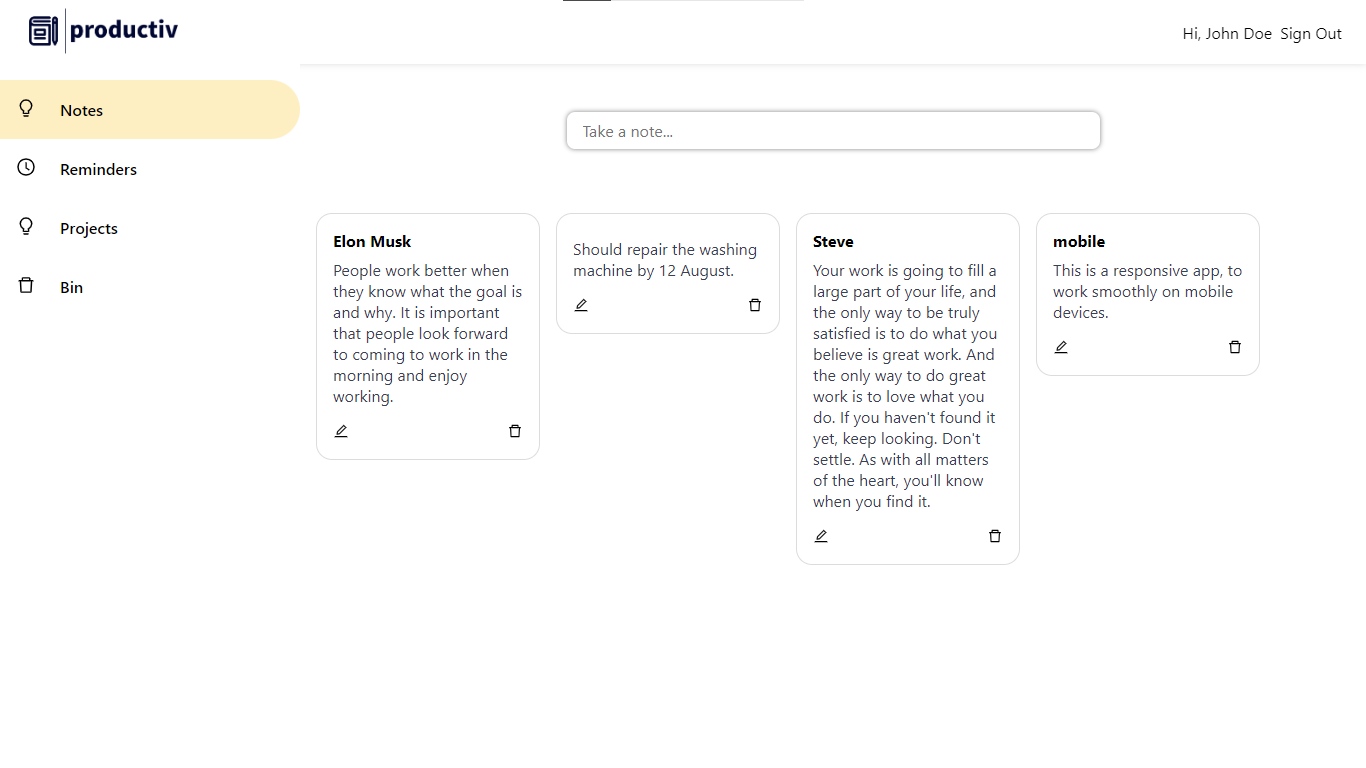 productiv
Hi, John Doe Sign Out
Notes
Reminders
Projects
Bin
Take a note...
Elon Musk
People work better when
they know what the goal is
and why. It is important
that people look forward
to coming to work in the
morning and enjoy
working.
Should repair the washing
machine by 12 August.
Steve
Your work is going to fill a
large part of your life, and
the only way to be truly
satisfied is to do what you
believe is great work. And
the only way to do great
work is to love what you
do. If you haven't found it
yet, keep looking. Don't
settle. As with all matters
of the heart, you'll know
when you find it.
mobile
This is a responsive app, to
work smoothly on mobile
devices.